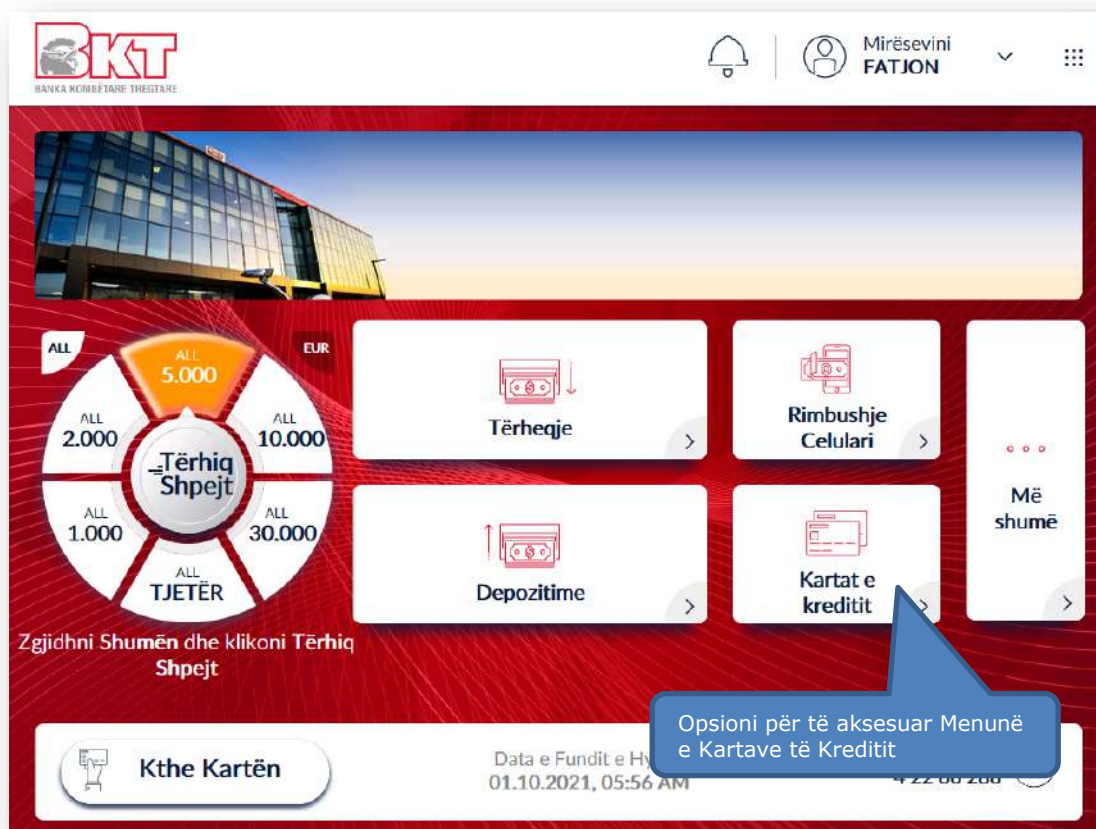 BKT
BANKA KOMBËTARE TREGTARE
Mirësevini
FATJON
ALL
EUR
ALL
5.000
ALL
2.000
ALL
10.000
Tërhiq
Shpejt
ALL
1.000
ALL
30.000
ALL
TJETËR
Zgjidhni Shumën dhe klikoni Tërhiq
Shpejt
Tërheqje
Rimbushje
Celulari
Depozitime
Kartat e
kreditit
Më
shumë
Opsioni për të aksesuar Menunë
e Kartave të Kreditit
Kthe Kartën
Data e Fundit e
01.10.2021, 05:56 AM